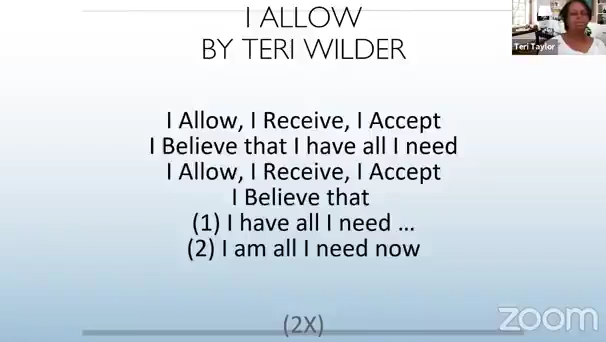 I ALLOW
BY TERI WILDER
Teri Taylor
I Allow, I Receive, I Accept
I Believe that I have all I need
I Allow, I Receive, I Accept
I Believe that
(1) I have all I need ...
(2) I am all I need now
(2X)
zoom